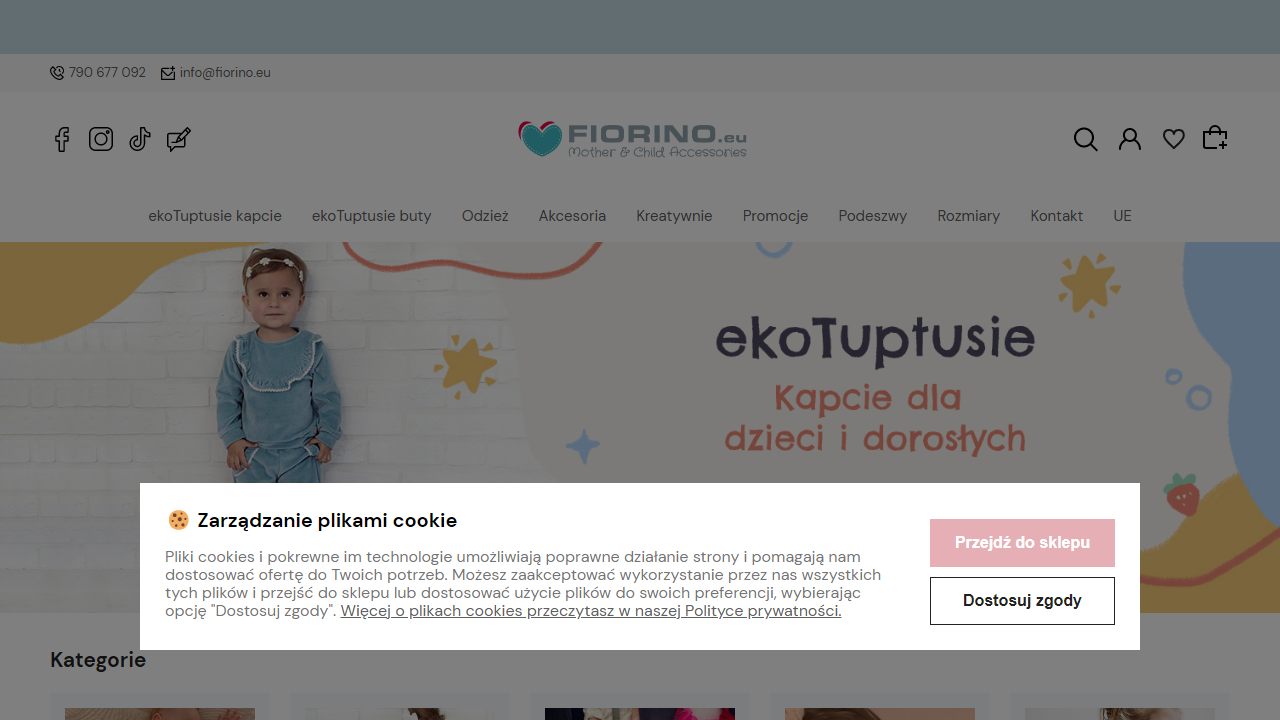 790 677 092 info@fiorino.eu
FIORINO.eu
Mother & Child Accessories
ekoTuptusie kapcie ekoTuptusie buty Odzież Akcesoria Kreatywnie Promocje Podeszwy Rozmiary Kontakt UE
ekoTuptusie
Kapcie dla
dzieci i dorosłych
Zarządzanie plikami cookie
Pliki cookies i pokrewne im technologie umożliwiają poprawne działanie strony i pomagają nam
dostosować ofertę do Twoich potrzeb. Możesz zaakceptować wykorzystanie przez nas wszystkich
tych plików i przejść do sklepu lub dostosować użycie plików do swoich preferencji, wybierając
opcję "Dostosuj zgody". Więcej o plikach cookies przeczytasz w naszej Polityce prywatności.
Przejdź do sklepu
Dostosuj zgody
Kategorie